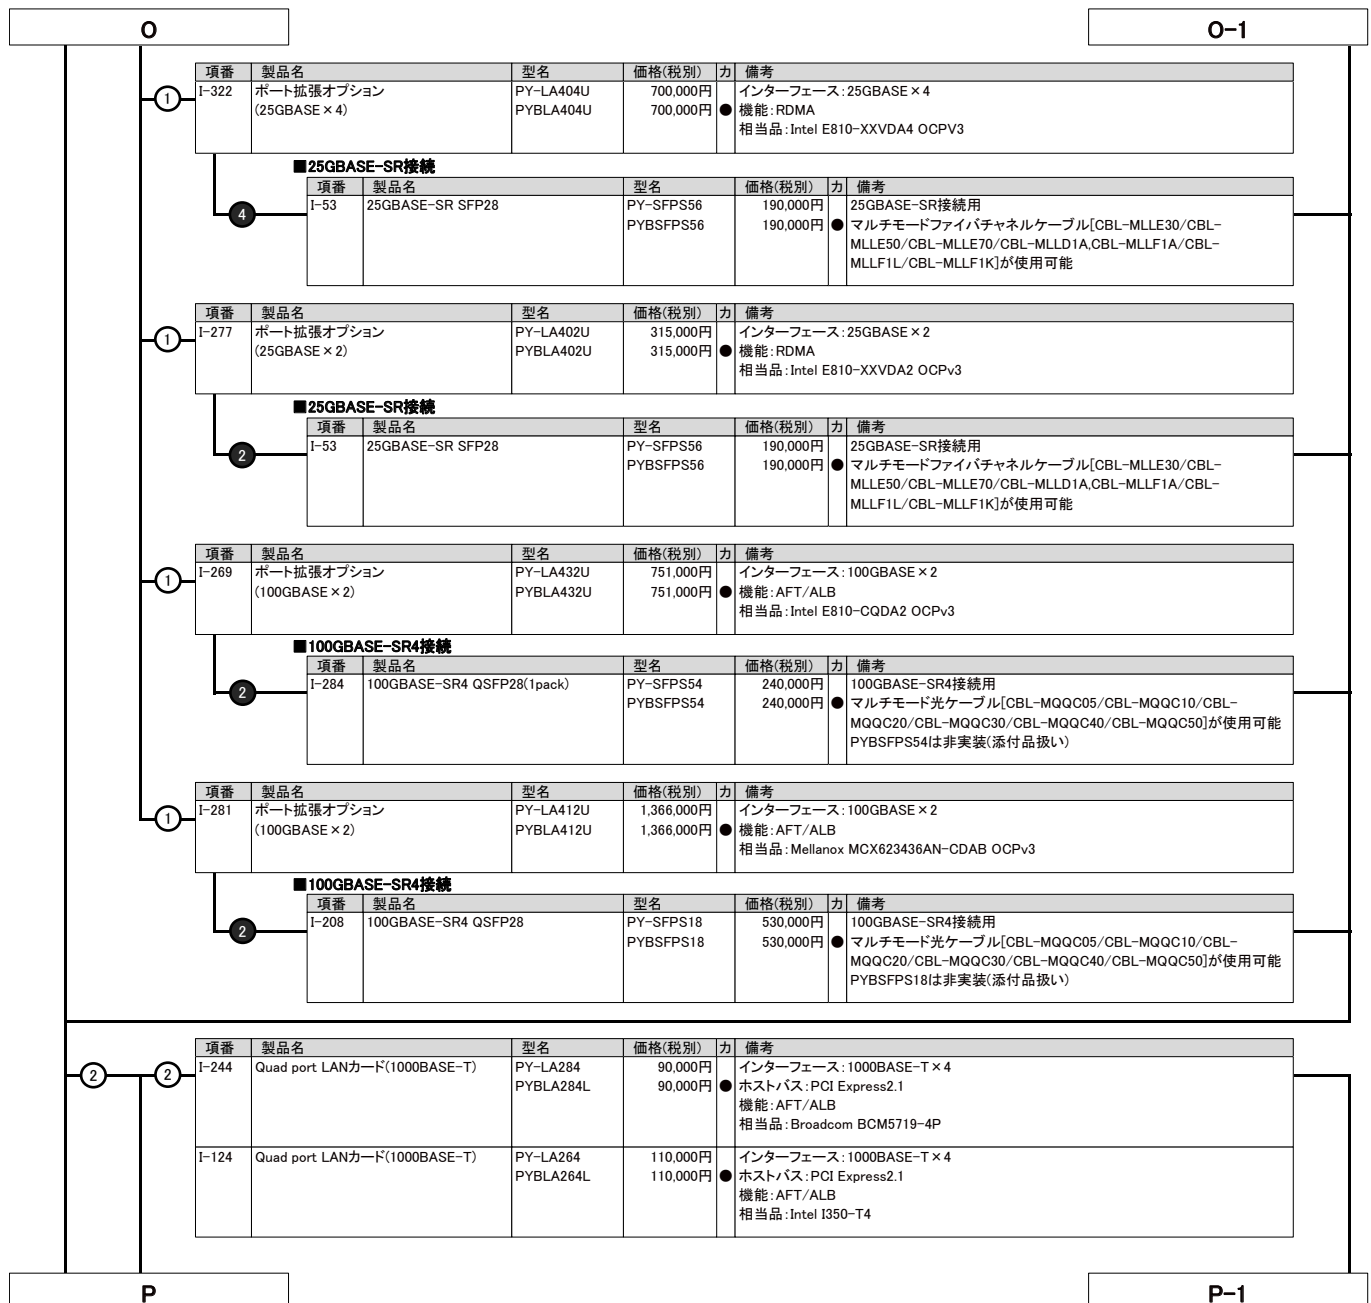 O
O-1
項番 製品名 型名 価格(税別) カ 備考
① I-322 ポート拡張オプション PY-LA404U 700,000円 インターフェース:25GBASE×4
(25GBASE×4) PYBLA404U 700,000円 ● 機能:RDMA
相当品:Intel E810-XXVDA4 OCPV3
■25GBASE-SR接続
項番 製品名 型名 価格(税別) カ 備考
4 I-53 25GBASE-SR SFP28 PY-SFPS56 190,000円 25GBASE-SR接続用
PYBSFPS56 190,000円 ● マルチモードファイバチャネルケーブル[CBL-MLLE30/CBL-
MLLE50/CBL-MLLE70/CBL-MLLD1A,CBL-MLLF1A/CBL-
MLLF1L/CBL-MLLF1K]が使用可能
項番 製品名 型名 価格(税別) カ 備考
① I-277 ポート拡張オプション PY-LA402U 315,000円 インターフェース:25GBASE×2
(25GBASE×2) PYBLA402U 315,000円 ● 機能:RDMA
相当品:Intel E810-XXVDA2 OCPv3
■25GBASE-SR接続
項番 製品名 型名 価格(税別) カ 備考
2 I-53 25GBASE-SR SFP28 PY-SFPS56 190,000円 25GBASE-SR接続用
PYBSFPS56 190,000円 ● マルチモードファイバチャネルケーブル[CBL-MLLE30/CBL-
MLLE50/CBL-MLLE70/CBL-MLLD1A,CBL-MLLF1A/CBL-
MLLF1L/CBL-MLLF1K]が使用可能
項番 製品名 型名 価格(税別) カ 備考
① I-269 ポート拡張オプション PY-LA432U 751,000円 インターフェース:100GBASE×2
(100GBASE×2) PYBLA432U 751,000円 ● 機能:AFT/ALB
相当品:Intel E810-CQDA2 OCPv3
■100GBASE-SR4接続
項番 製品名 型名 価格(税別) カ 備考
2 I-284 100GBASE-SR4 QSFP28(1pack) PY-SFPS54 240,000円 100GBASE-SR4接続用
PYBSFPS54 240,000円 ● マルチモード光ケーブル[CBL-MQQC05/CBL-MQQC10/CBL-
MQQC20/CBL-MQQC30/CBL-MQQC40/CBL-MQQC50]が使用可能
PYBSFPS54は非実装(添付品扱い)
項番 製品名 型名 価格(税別) カ 備考
① I-281 ポート拡張オプション PY-LA412U 1,366,000円 インターフェース:100GBASE×2
(100GBASE×2) PYBLA412U 1,366,000円 ● 機能:AFT/ALB
相当品:Mellanox MCX623436AN-CDAB OCPv3
■100GBASE-SR4接続
項番 製品名 型名 価格(税別) カ 備考
2 I-208 100GBASE-SR4 QSFP28 PY-SFPS18 530,000円 100GBASE-SR4接続用
PYBSFPS18 530,000円 ● マルチモード光ケーブル[CBL-MQQC05/CBL-MQQC10/CBL-
MQQC20/CBL-MQQC30/CBL-MQQC40/CBL-MQQC50]が使用可能
PYBSFPS18は非実装(添付品扱い)
項番 製品名 型名 価格(税別) カ 備考
② ② I-244 Quad port LANカード(1000BASE-T) PY-LA284 90,000円 インターフェース:1000BASE-T×4
PYBLA284L 90,000円 ● ホストバス:PCI Express2.1
機能:AFT/ALB
相当品:Broadcom BCM5719-4P
I-124 Quad port LANカード(1000BASE-T) PY-LA264 110,000円 インターフェース:1000BASE-T×4
PYBLA264L 110,000円 ● ホストバス:PCI Express2.1
機能:AFT/ALB
相当品:Intel I350-T4
P
P-1